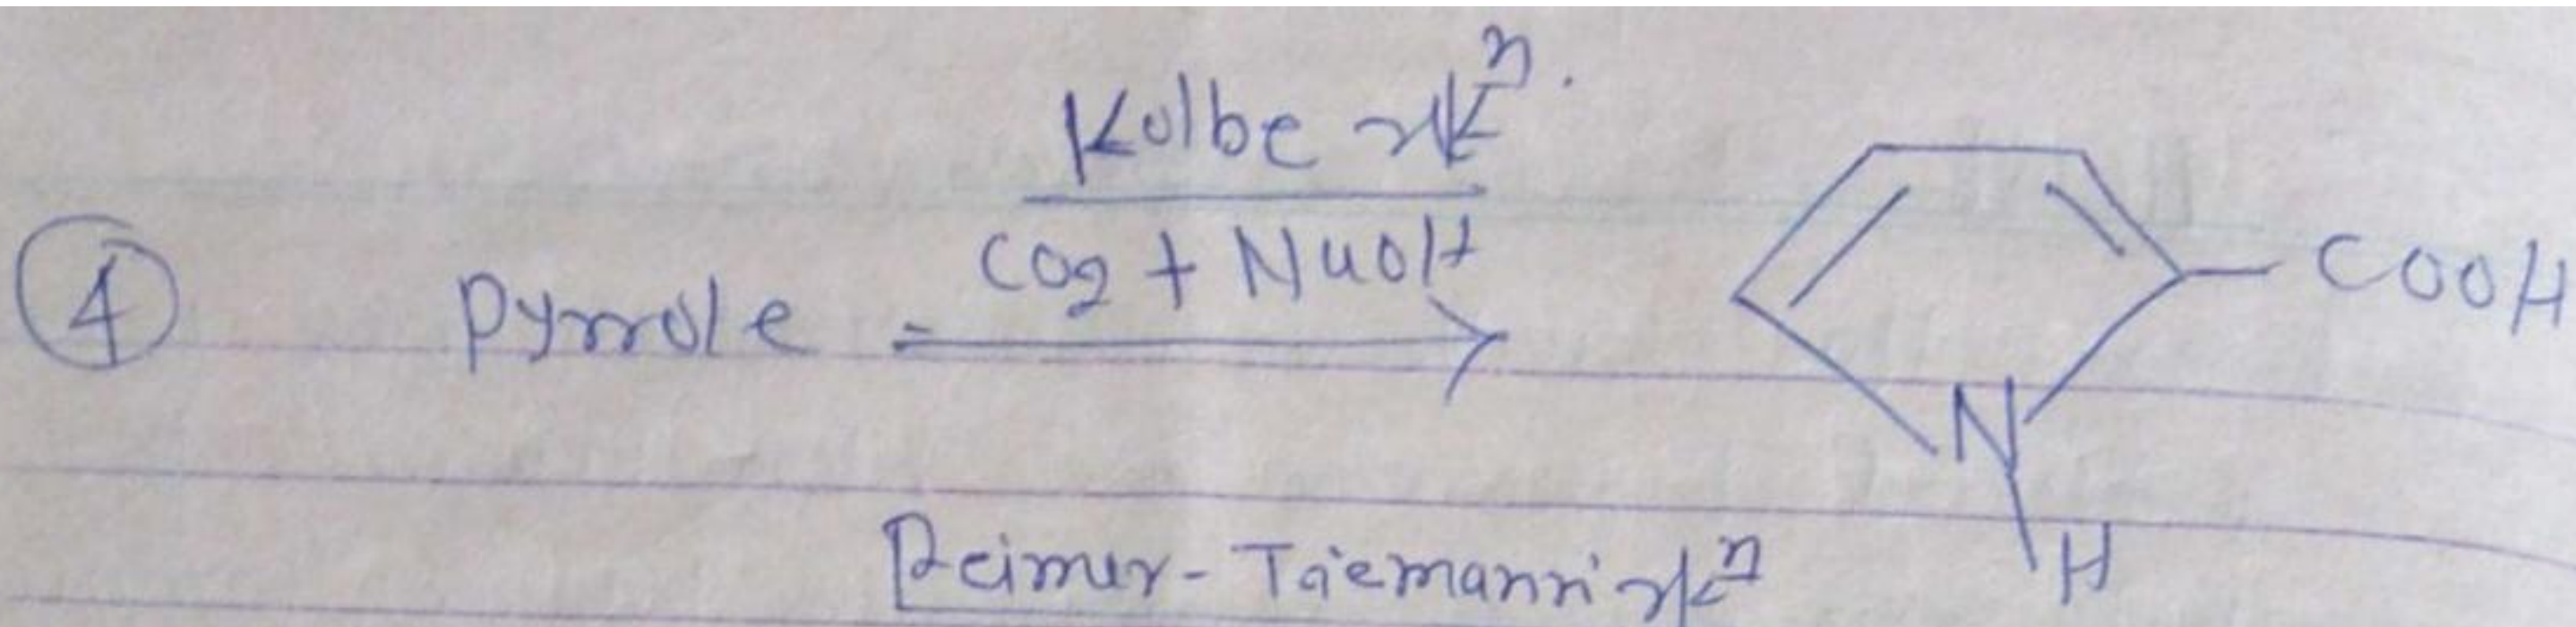 Kolbe rxn.
④ Pyrrole CO2 + NaOH COOH
N
H
Reimer-Tiemann rxn